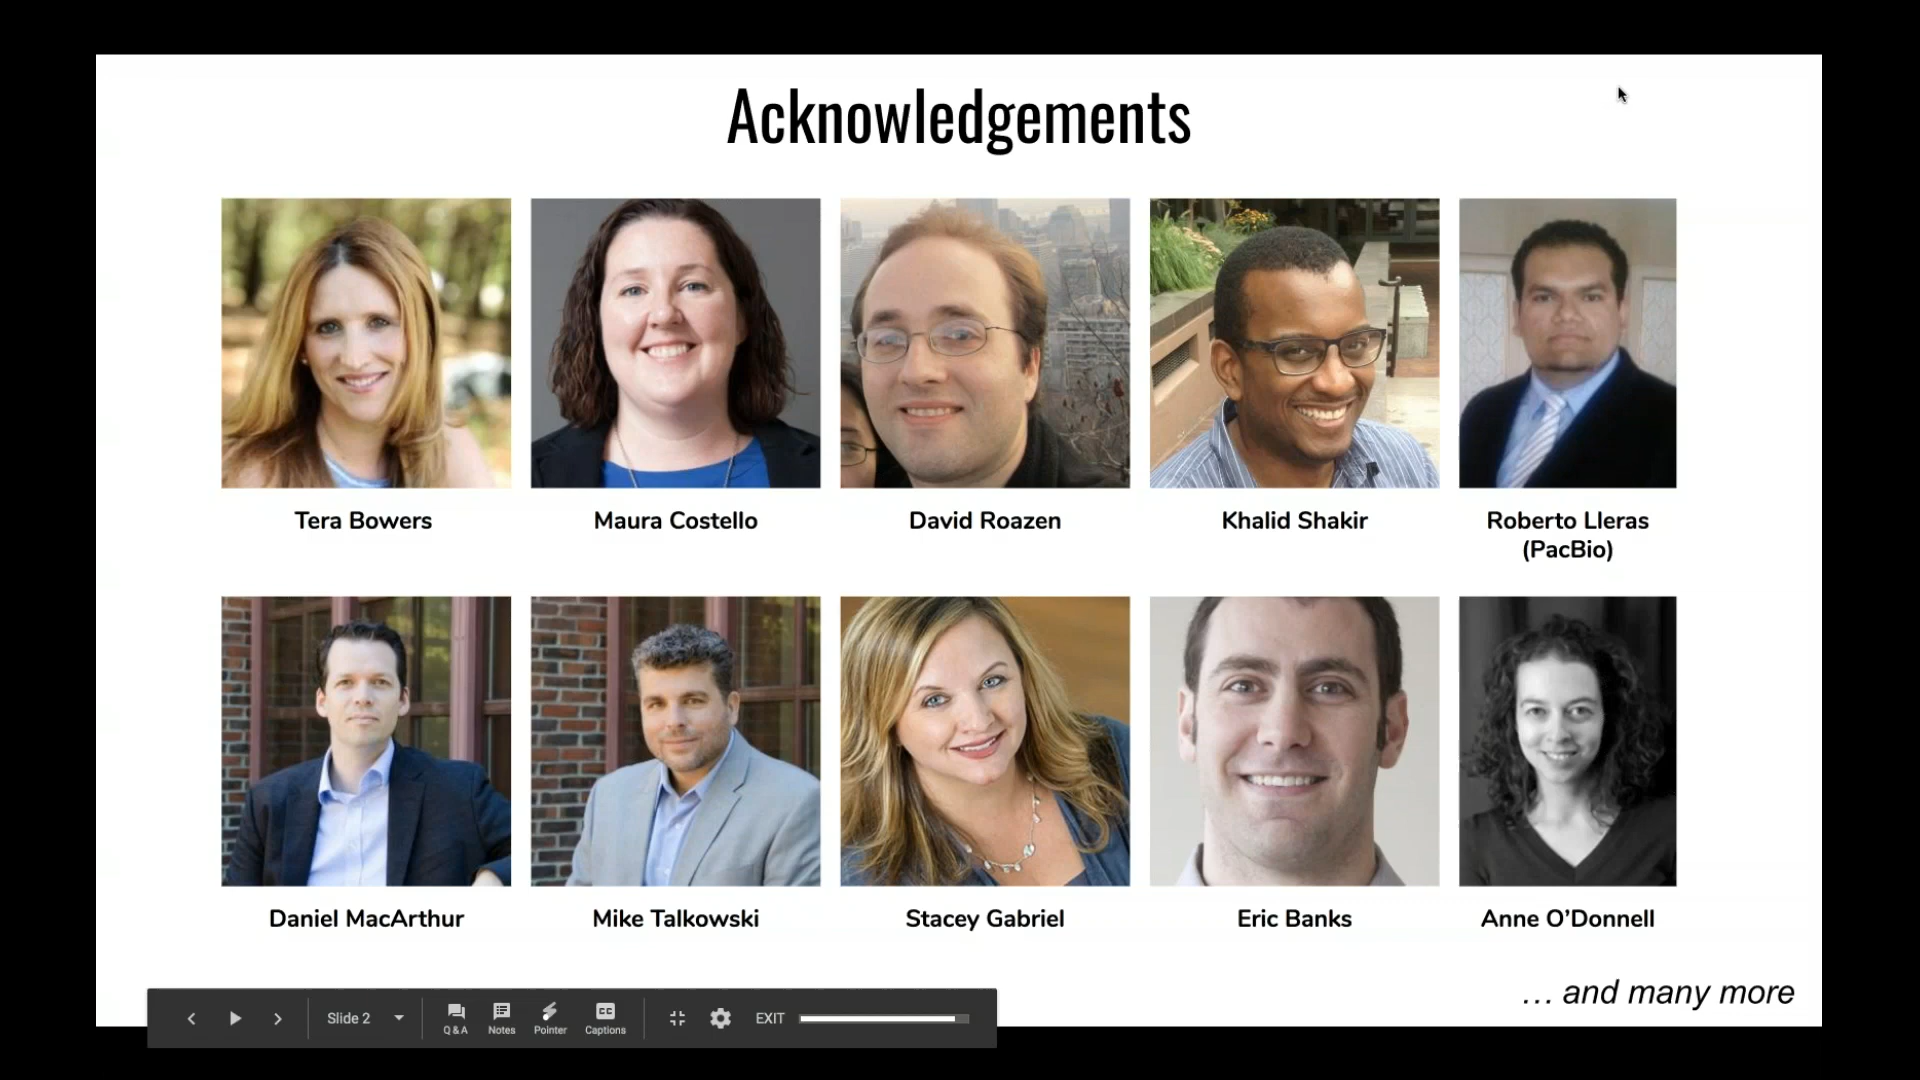 Acknowledgements
Tera Bowers
Maura Costello
David Roazen
Khalid Shakir
Roberto Lleras
(PacBio)
Daniel MacArthur
Mike Talkowski
Stacey Gabriel
Eric Banks
Anne O’Donnell
… and many more
Slide 2
Q & A
Notes
Pointer
CC
Captions
EXIT